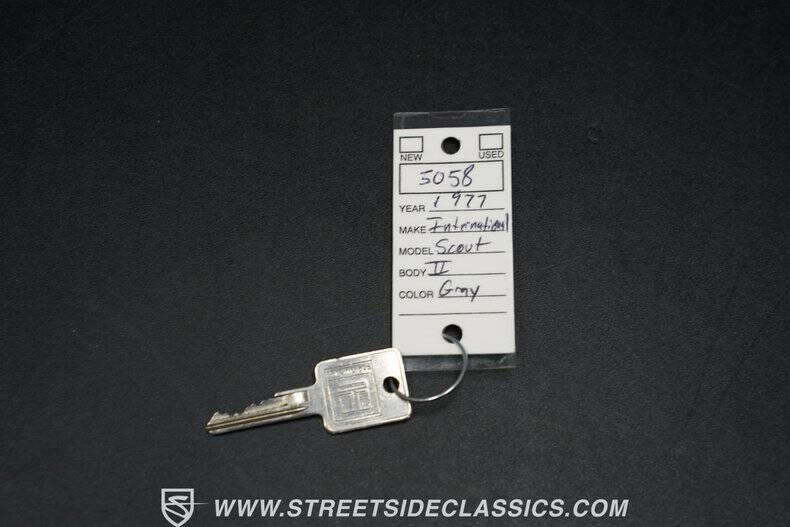 NEW USED
5058
YEAR 1977
MAKE International
MODEL Scout
BODY II
COLOR Gray
WWW.STREETSIDECLASSICS.COM